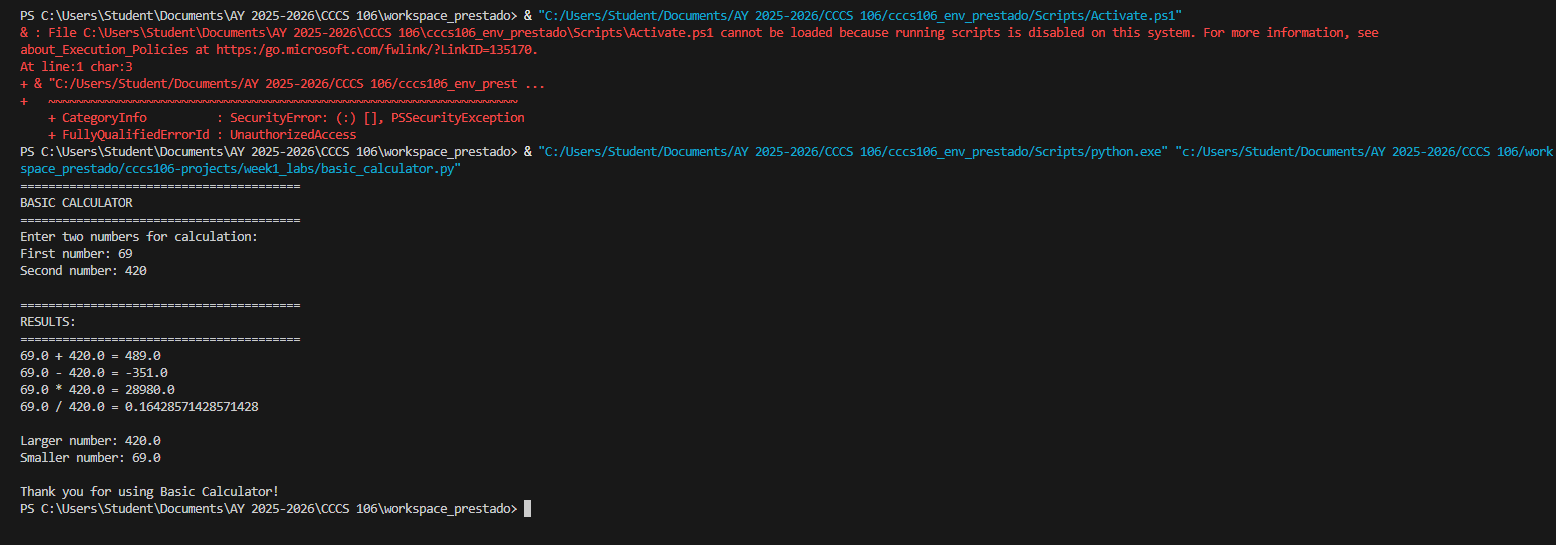 PS C:\Users\Student\Documents\AY 2025-2026\CCCS 106\workspace_prestado> & "C:/Users/Student/Documents/AY 2025-2026/CCCS 106/cccs106_env_prestado/Scripts/Activate.ps1"
& : File C:\Users\Student\Documents\AY 2025-2026\CCCS 106\cccs106_env_prestado\Scripts\Activate.ps1 cannot be loaded because running scripts is disabled on this system. For more information, see
about_Execution_Policies at https:/go.microsoft.com/fwlink/?LinkID=135170.
At line:1 char:3
+ & "C:/Users/Student/Documents/AY 2025-2026/CCCS 106/cccs106_env_prest ...
+   ~~~~~~~~~~~~~~~~~~~~~~~~~~~~~~~~~~~~~~~~~~~~~~~~~~~~~~~~~~~~~~~~~~~
    + CategoryInfo          : SecurityError: (:) [], PSSecurityException
    + FullyQualifiedErrorId : UnauthorizedAccess
PS C:\Users\Student\Documents\AY 2025-2026\CCCS 106\workspace_prestado> & "C:/Users/Student/Documents/AY 2025-2026/CCCS 106/cccs106_env_prestado/Scripts/python.exe" "c:/Users/Student/Documents/AY 2025-2026/CCCS 106/work
space_prestado/cccs106-projects/week1_labs/basic_calculator.py"
========================================
BASIC CALCULATOR
========================================
Enter two numbers for calculation:
First number: 69
Second number: 420

========================================
RESULTS:
========================================
69.0 + 420.0 = 489.0
69.0 - 420.0 = -351.0
69.0 * 420.0 = 28980.0
69.0 / 420.0 = 0.16428571428571428

Larger number: 420.0
Smaller number: 69.0

Thank you for using Basic Calculator!
PS C:\Users\Student\Documents\AY 2025-2026\CCCS 106\workspace_prestado>